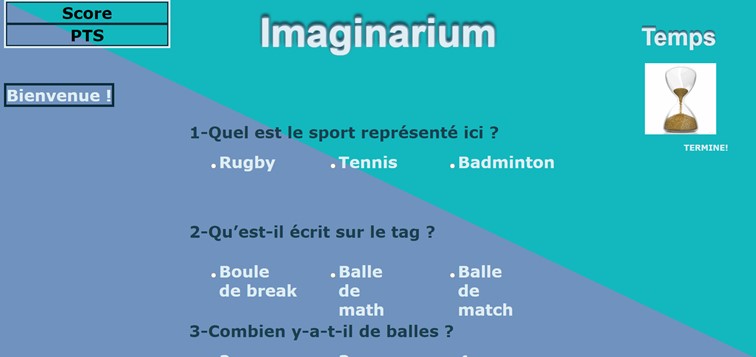 Score
PTS
Imaginarium
Temps
Bienvenue !
TERMINE!
1-Quel est le sport représenté ici ?
Rugby
Tennis
Badminton
2-Qu’est-il écrit sur le tag ?
Boule
de break
Balle
de
math
Balle
de
match
3-Combien y-a-t-il de balles ?